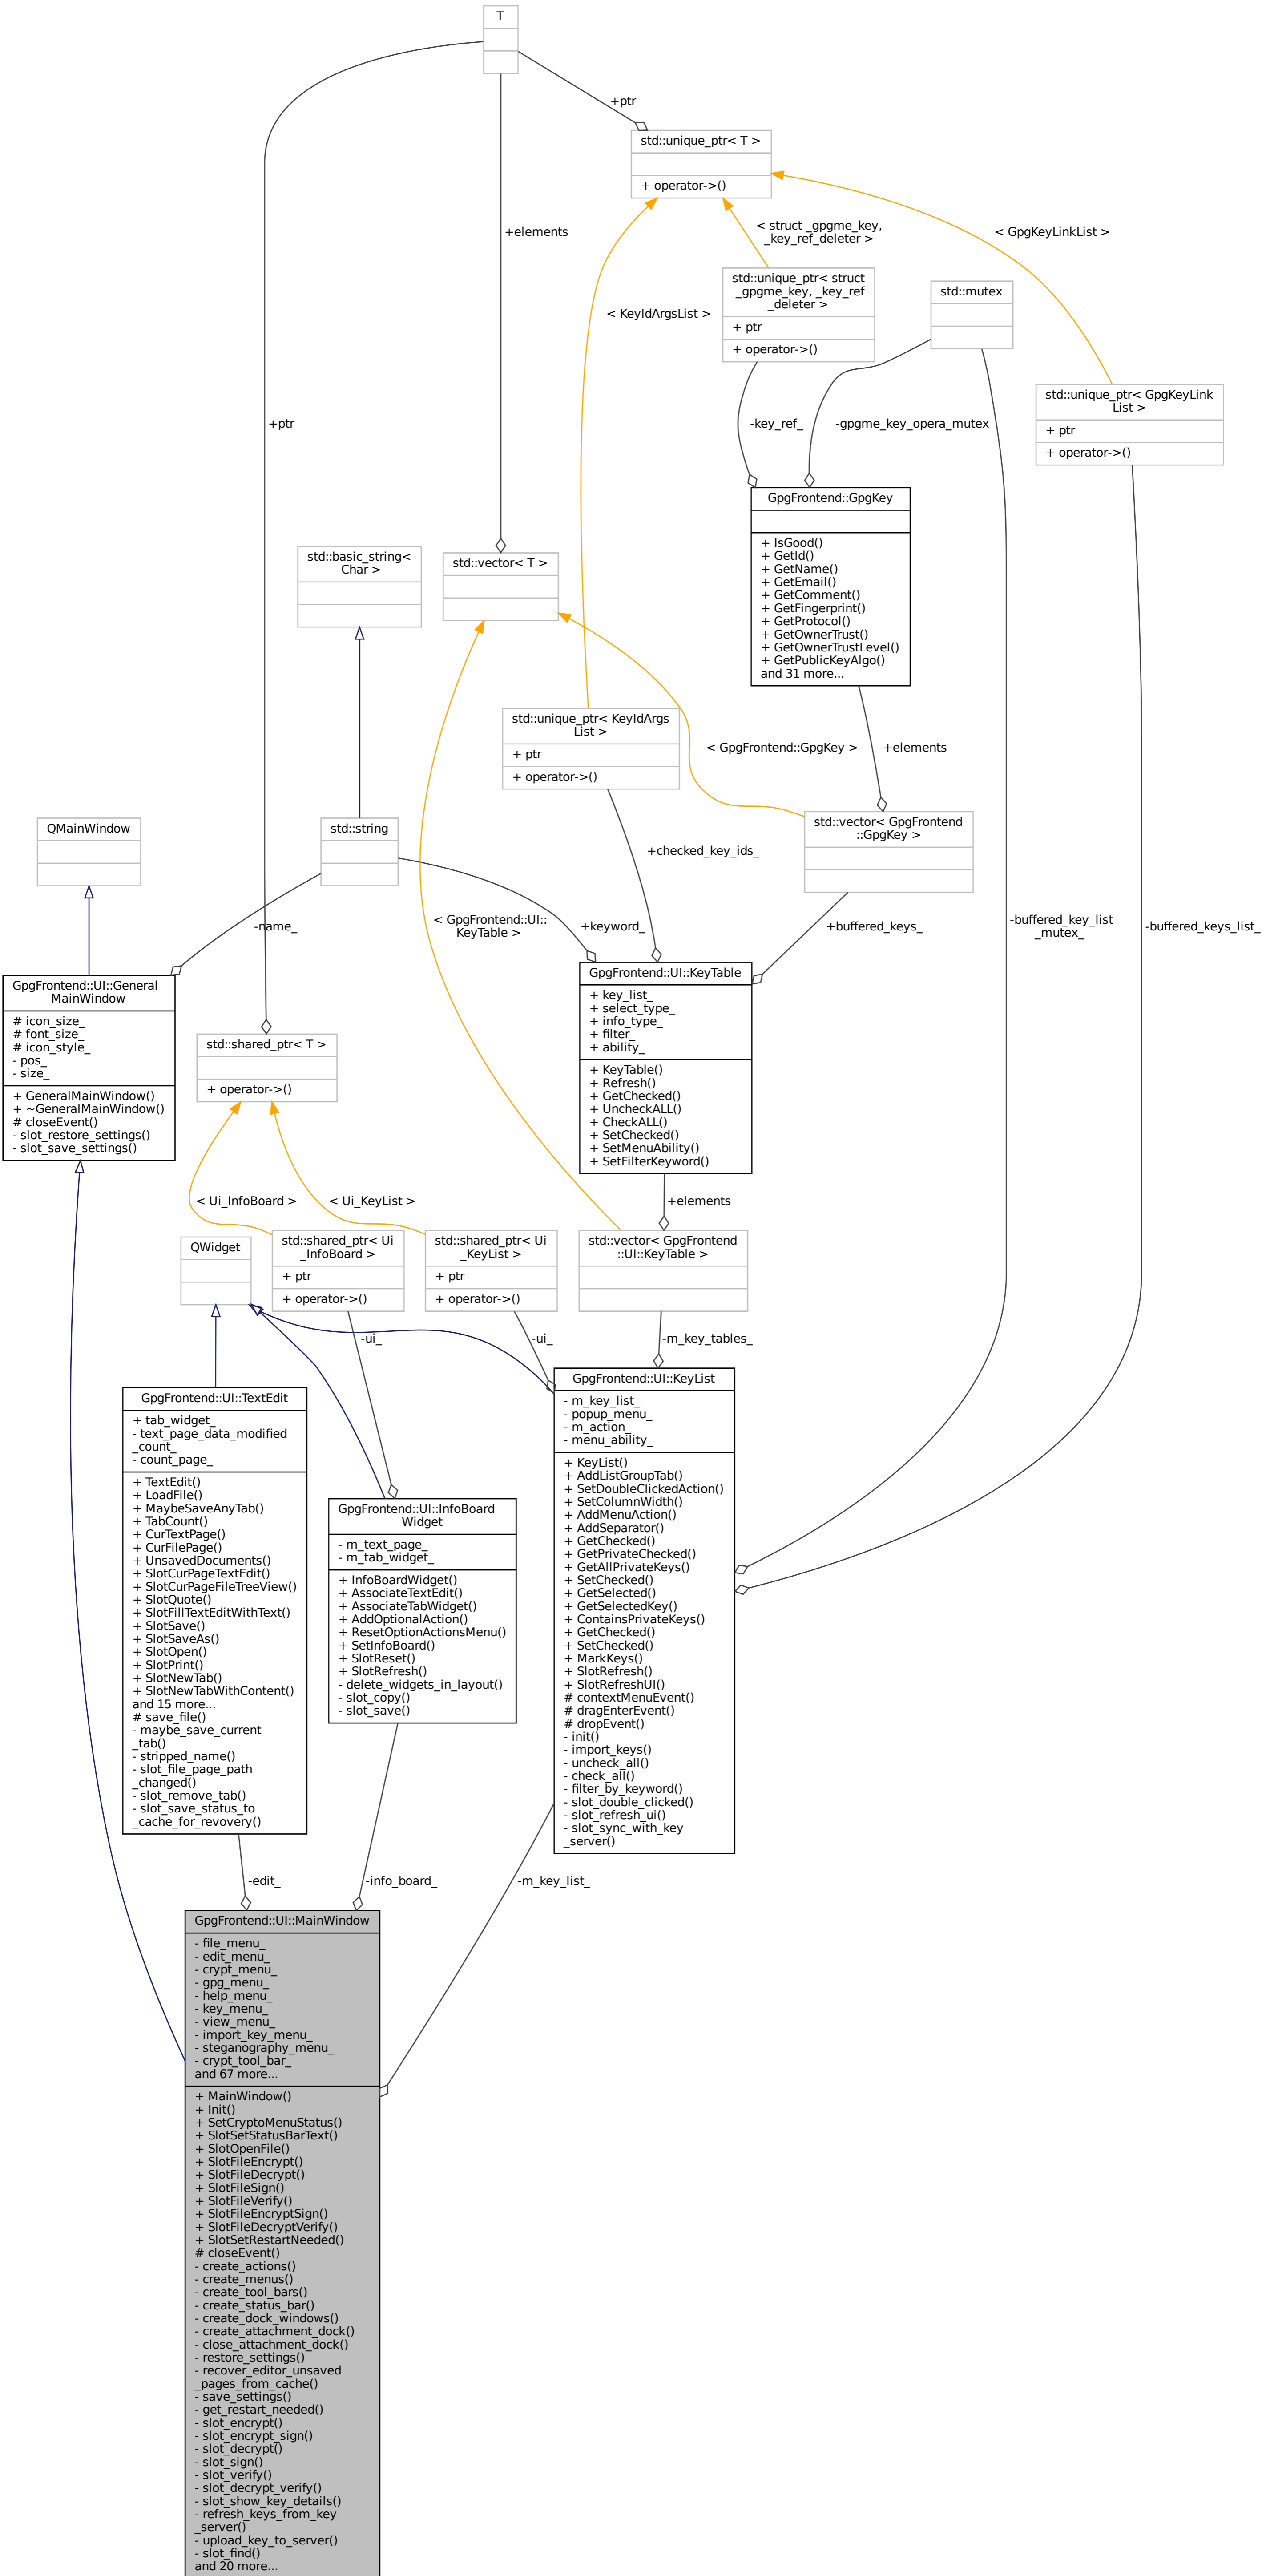 T
+ptr
std::unique_ptr< T >
+ operator->()
+elements
< struct _gpgme_key,
_key_ref_deleter >
< GpgKeyLinkList >
std::unique_ptr< struct
_gpgme_key, _key_ref
_deleter >
+ ptr
+ operator->()
std::mutex
< KeyIdArgsList >
std::unique_ptr< GpgKeyLink
List >
+ ptr
+ operator->()
+ptr
-key_ref_
-gpgme_key_opera_mutex
GpgFrontend::GpgKey
+ IsGood()
+ GetId()
+ GetName()
+ GetEmail()
+ GetComment()
+ GetFingerprint()
+ GetProtocol()
+ GetOwnerTrust()
+ GetOwnerTrustLevel()
+ GetPublicKeyAlgo()
and 31 more...
std::basic_string<
Char >
std::vector< T >
std::unique_ptr< KeyIdArgs
List >
+ ptr
+ operator->()
< GpgFrontend::GpgKey >
+elements
QMainWindow
std::string
std::vector< GpgFrontend
::GpgKey >
+checked_key_ids_
-name_
< GpgFrontend::UI::
KeyTable >
+keyword_
+buffered_keys_
-buffered_key_list
_mutex_
-buffered_keys_list_
GpgFrontend::UI::General
MainWindow
# icon_size_
# font_size_
# icon_style_
- pos_
- size_
+ GeneralMainWindow()
+ ~GeneralMainWindow()
# closeEvent()
- slot_restore_settings()
- slot_save_settings()
std::shared_ptr< T >
+ operator->()
GpgFrontend::UI::KeyTable
+ key_list_
+ select_type_
+ info_type_
+ filter_
+ ability_
+ KeyTable()
+ Refresh()
+ GetChecked()
+ UncheckALL()
+ CheckALL()
+ SetChecked()
+ SetMenuAbility()
+ SetFilterKeyword()
< Ui_InfoBoard >
< Ui_KeyList >
+elements
QWidget
std::shared_ptr< Ui
_InfoBoard >
+ ptr
+ operator->()
std::shared_ptr< Ui
_KeyList >
+ ptr
+ operator->()
std::vector< GpgFrontend
::UI::KeyTable >
-ui_
-ui_
-m_key_tables_
GpgFrontend::UI::TextEdit
+ tab_widget_
- text_page_data_modified
_count_
- count_page_
+ TextEdit()
+ LoadFile()
+ MaybeSaveAnyTab()
+ TabCount()
+ CurTextPage()
+ CurFilePage()
+ UnsavedDocuments()
+ SlotCurPageTextEdit()
+ SlotCurPageFileTreeView()
+ SlotQuote()
+ SlotFillTextEditWithText()
+ SlotSave()
+ SlotSaveAs()
+ SlotOpen()
+ SlotPrint()
+ SlotNewTab()
+ SlotNewTabWithContent()
and 15 more...
# save_file()
- maybe_save_current
_tab()
- stripped_name()
- slot_file_page_path
_changed()
- slot_remove_tab()
- slot_save_status_to
_cache_for_revovery()
GpgFrontend::UI::InfoBoard
Widget
- m_text_page_
- m_tab_widget_
+ InfoBoardWidget()
+ AssociateTextEdit()
+ AssociateTabWidget()
+ AddOptionalAction()
+ ResetOptionActionsMenu()
+ SetInfoBoard()
+ SlotReset()
+ SlotRefresh()
- delete_widgets_in_layout()
- slot_copy()
- slot_save()
GpgFrontend::UI::KeyList
- m_key_list_
- popup_menu_
- m_action_
- menu_ability_
+ KeyList()
+ AddListGroupTab()
+ SetDoubleClickedAction()
+ SetColumnWidth()
+ AddMenuAction()
+ AddSeparator()
+ GetChecked()
+ GetPrivateChecked()
+ GetAllPrivateKeys()
+ SetChecked()
+ GetSelected()
+ GetSelectedKey()
+ ContainsPrivateKeys()
+ GetChecked()
+ SetChecked()
+ MarkKeys()
+ SlotRefresh()
+ SlotRefreshUI()
# contextMenuEvent()
# dragEnterEvent()
# dropEvent()
- init()
- import_keys()
- uncheck_all()
- check_all()
- filter_by_keyword()
- slot_double_clicked()
- slot_refresh_ui()
- slot_sync_with_key
_server()
-edit_
-info_board_
-m_key_list_
GpgFrontend::UI::MainWindow
- file_menu_
- edit_menu_
- crypt_menu_
- gpg_menu_
- help_menu_
- key_menu_
- view_menu_
- import_key_menu_
- steganography_menu_
- crypt_tool_bar_
and 67 more...
+ MainWindow()
+ Init()
+ SetCryptoMenuStatus()
+ SlotSetStatusBarText()
+ SlotOpenFile()
+ SlotFileEncrypt()
+ SlotFileDecrypt()
+ SlotFileSign()
+ SlotFileVerify()
+ SlotFileEncryptSign()
+ SlotFileDecryptVerify()
+ SlotSetRestartNeeded()
# closeEvent()
- create_actions()
- create_menus()
- create_tool_bars()
- create_status_bar()
- create_dock_windows()
- create_attachment_dock()
- close_attachment_dock()
- restore_settings()
- recover_editor_unsaved
_pages_from_cache()
- save_settings()
- get_restart_needed()
- slot_encrypt()
- slot_encrypt_sign()
- slot_decrypt()
- slot_sign()
- slot_verify()
- slot_decrypt_verify()
- slot_show_key_details()
- refresh_keys_from_key
_server()
- upload_key_to_server()
- slot_find()
and 20 more...